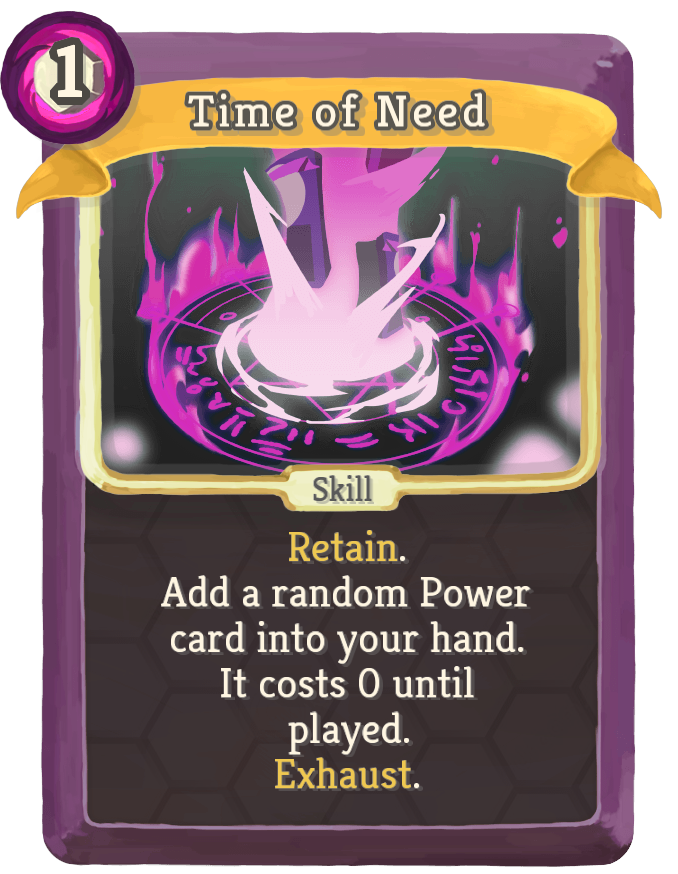 1
Time of Need
Skill
Retain.
Add a random Power
card into your hand.
It costs 0 until
played.
Exhaust.